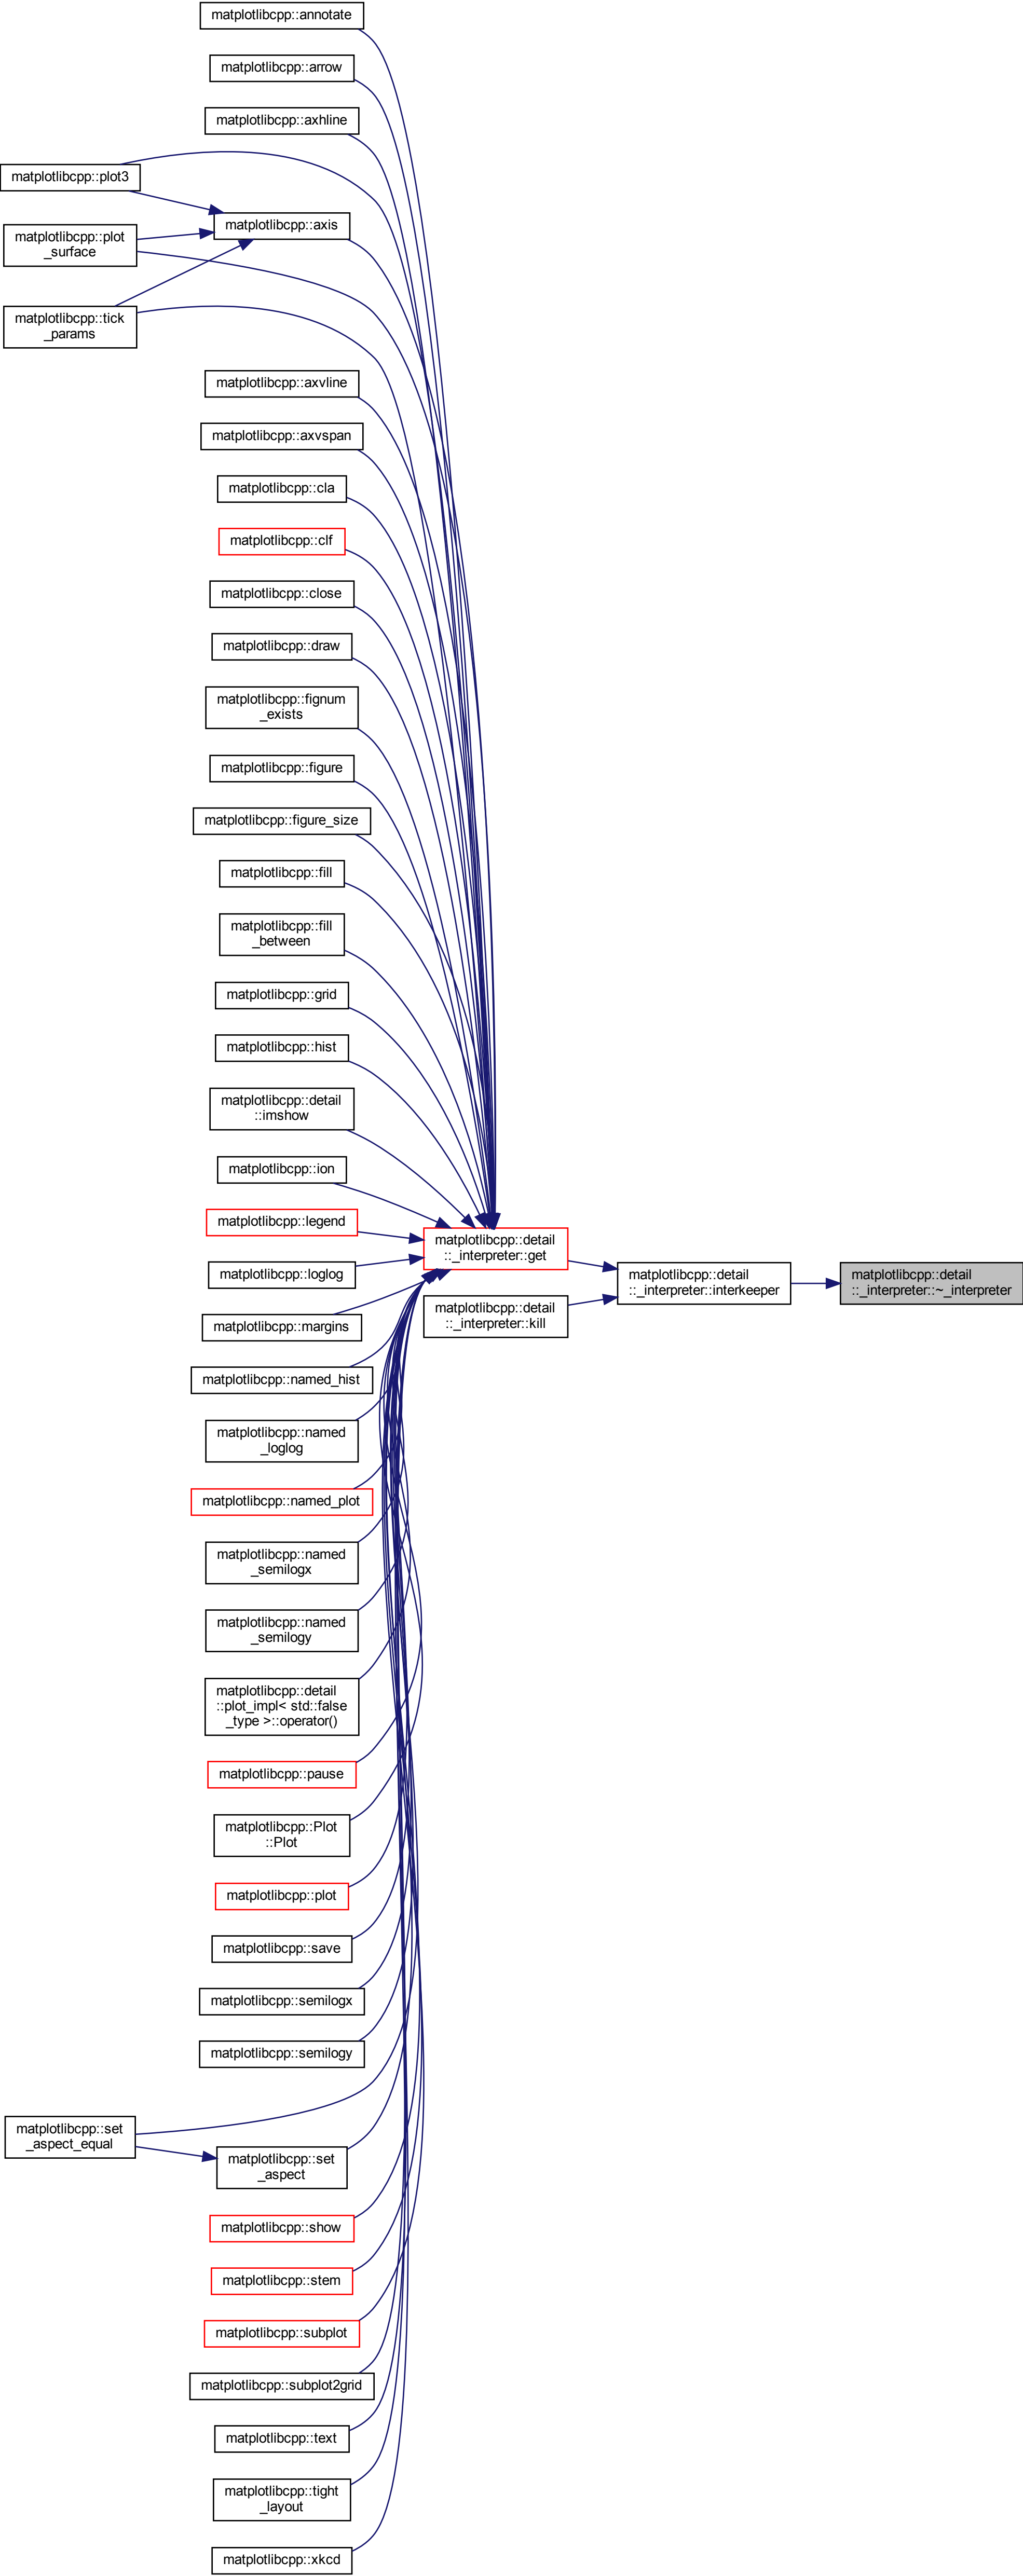 matplotlibcpp::annotate
matplotlibcpp::arrow
matplotlibcpp::axhline
matplotlibcpp::plot3
matplotlibcpp::axis
matplotlibcpp::plot
_surface
matplotlibcpp::tick
_params
matplotlibcpp::axvline
matplotlibcpp::axvspan
matplotlibcpp::cla
matplotlibcpp::clf
matplotlibcpp::close
matplotlibcpp::draw
matplotlibcpp::fignum
_exists
matplotlibcpp::figure
matplotlibcpp::figure_size
matplotlibcpp::fill
matplotlibcpp::fill
_between
matplotlibcpp::grid
matplotlibcpp::hist
matplotlibcpp::detail
::imshow
matplotlibcpp::ion
matplotlibcpp::legend
matplotlibcpp::detail
::_interpreter::get
matplotlibcpp::loglog
matplotlibcpp::detail
::_interpreter::interkeeper
matplotlibcpp::detail
::_interpreter::~_interpreter
matplotlibcpp::detail
::_interpreter::kill
matplotlibcpp::margins
matplotlibcpp::named_hist
matplotlibcpp::named
_loglog
matplotlibcpp::named_plot
matplotlibcpp::named
_semilogx
matplotlibcpp::named
_semilogy
matplotlibcpp::detail
::plot_impl< std::false
_type >::operator()
matplotlibcpp::pause
matplotlibcpp::Plot
::Plot
matplotlibcpp::plot
matplotlibcpp::save
matplotlibcpp::semilogx
matplotlibcpp::semilogy
matplotlibcpp::set
_aspect_equal
matplotlibcpp::set
_aspect
matplotlibcpp::show
matplotlibcpp::stem
matplotlibcpp::subplot
matplotlibcpp::subplot2grid
matplotlibcpp::text
matplotlibcpp::tight
_layout
matplotlibcpp::xkcd